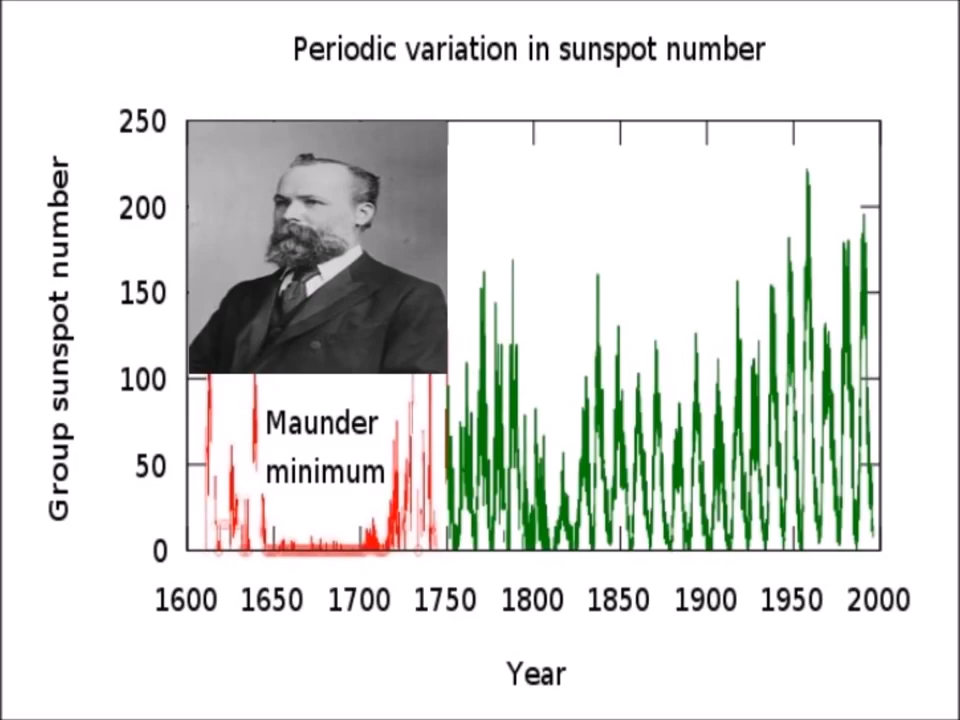 Periodic variation in sunspot number
Group sunspot number
250
200
150
100
50
0
Maunder
minimum
1600 1650 1700 1750 1800 1850 1900 1950 2000
Year